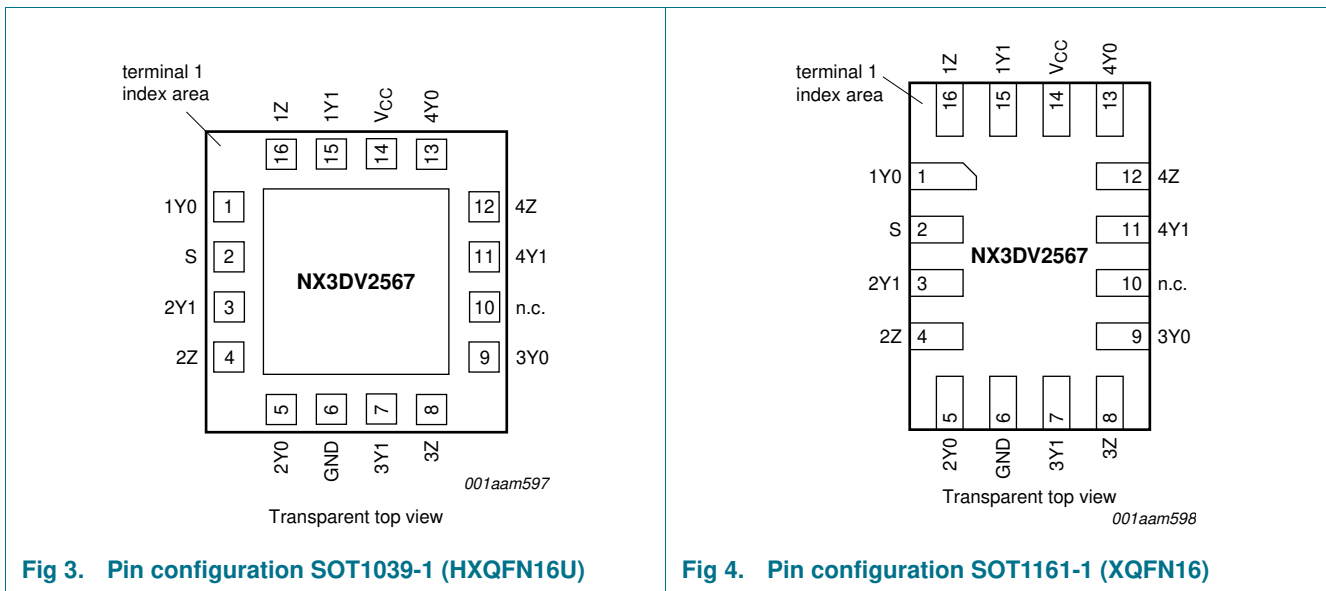 terminal 1
index area
1Z
1Y1
VCC
4Y0
16
15
14
13
1Y0 1
12 4Z
S 2
11 4Y1
NX3DV2567
2Y1 3
10 n.c.
2Z 4
9 3Y0
5
6
7
8
2Y0
GND
3Y1
3Z
001aam597
Transparent top view
Fig 3. Pin configuration SOT1039-1 (HXQFN16U)
terminal 1
index area
1Z
1Y1
VCC
4Y0
16
15
14
13
1Y0 1
12 4Z
S 2
11 4Y1
NX3DV2567
2Y1 3
10 n.c.
2Z 4
9 3Y0
5
6
7
8
2Y0
GND
3Y1
3Z
Transparent top view
001aam598
Fig 4. Pin configuration SOT1161-1 (XQFN16)